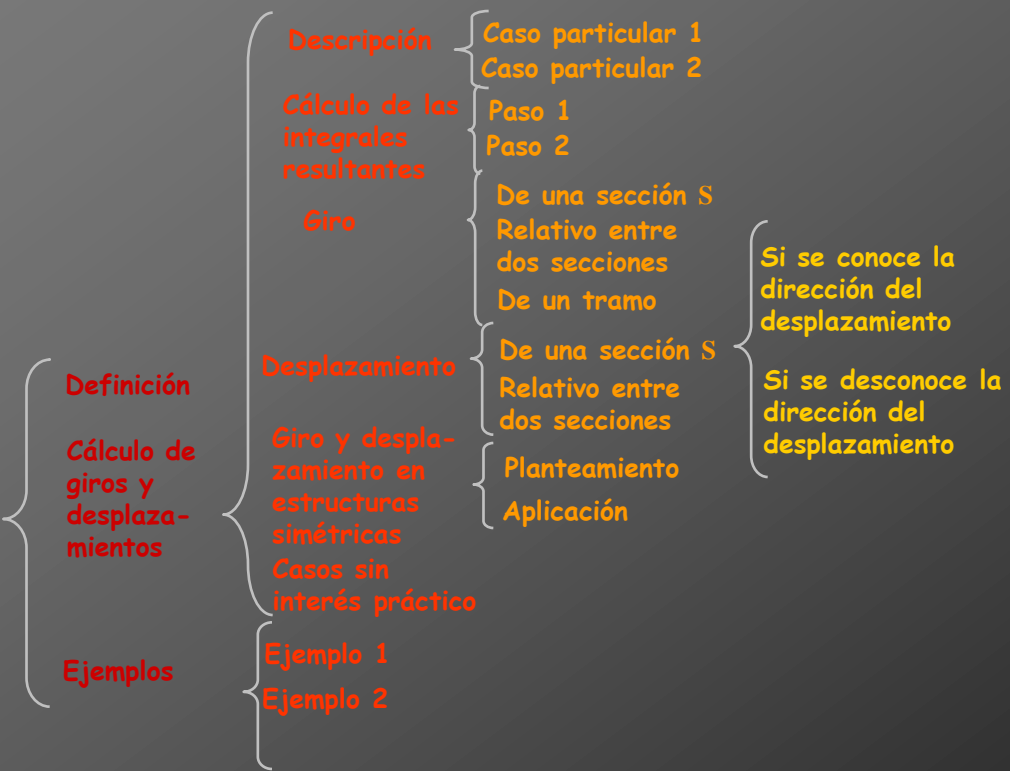 Definición
Cálculo de
giros y
desplaza-
mientos
Descripción
Caso particular 1
Caso particular 2
Cálculo de las
integrales
resultantes
Paso 1
Paso 2
Giro
De una sección S
Relativo entre
dos secciones
De un tramo
Desplazamiento
De una sección S
Si se conoce la
dirección del
desplazamiento
Si se desconoce la
dirección del
desplazamiento
Relativo entre
dos secciones
Giro y despla-
zamiento en
estructuras
simétricas
Planteamiento
Aplicación
Casos sin
interés práctico
Ejemplos
Ejemplo 1
Ejemplo 2